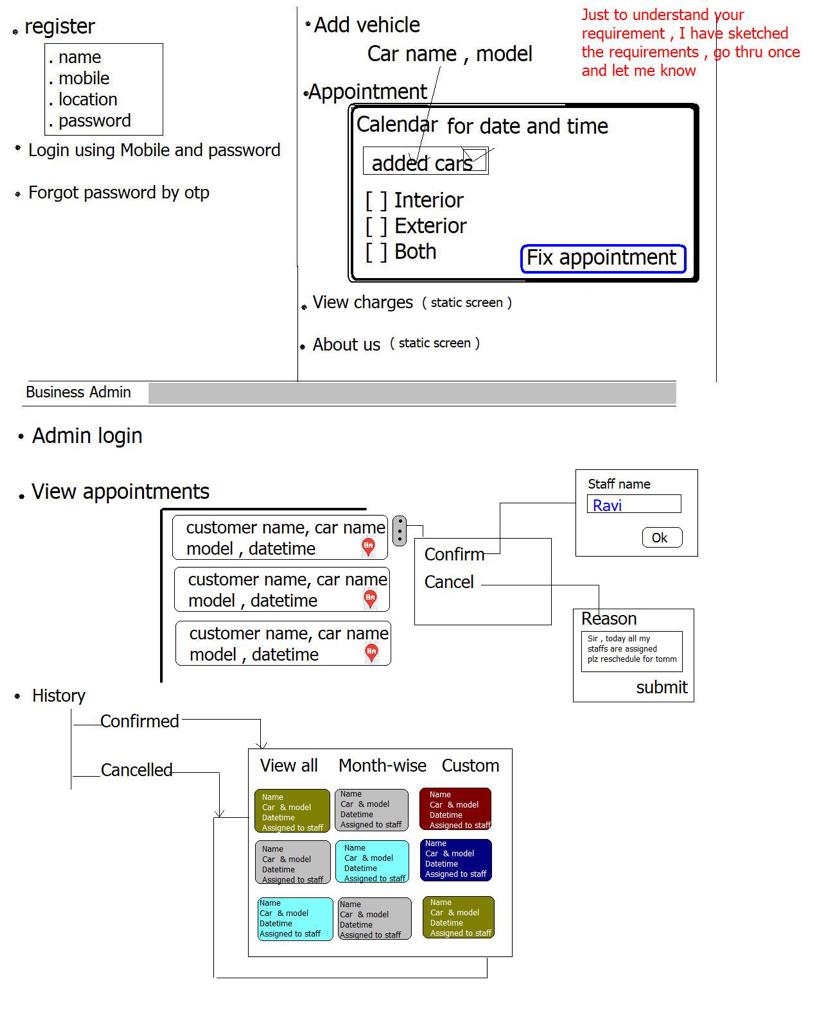 register
. name
. mobile
. location
. password
Login using Mobile and password
Forgot password by otp
Add vehicle
Car name , model
Appointment
Calendar for date and time
added cars
[ ] Interior
[ ] Exterior
[ ] Both
Fix appointment
View charges ( static screen )
About us ( static screen )
Just to understand your
requirement , I have sketched
the requirements , go thru once
and let me know
Business Admin
Admin login
View appointments
customer name, car name
model , datetime
Hn
customer name, car name
model , datetime
Hn
customer name, car name
model , datetime
Hn
Confirm
Cancel
Staff name
Ravi
Ok
Reason
Sir , today all my
staffs are assigned
plz reschedule for tomm
submit
History
Confirmed
Cancelled
View all Month-wise Custom
Name
Car & model
Datetime
Assigned to staff
Name
Car & model
Datetime
Assigned to staff
Name
Car & model
Datetime
Assigned to staff
Name
Car & model
Datetime
Assigned to staff
Name
Car & model
Datetime
Assigned to staff
Name
Car & model
Datetime
Assigned to staff
Name
Car & model
Datetime
Assigned to staff
Name
Car & model
Datetime
Assigned to staff
Name
Car & model
Datetime
Assigned to staff